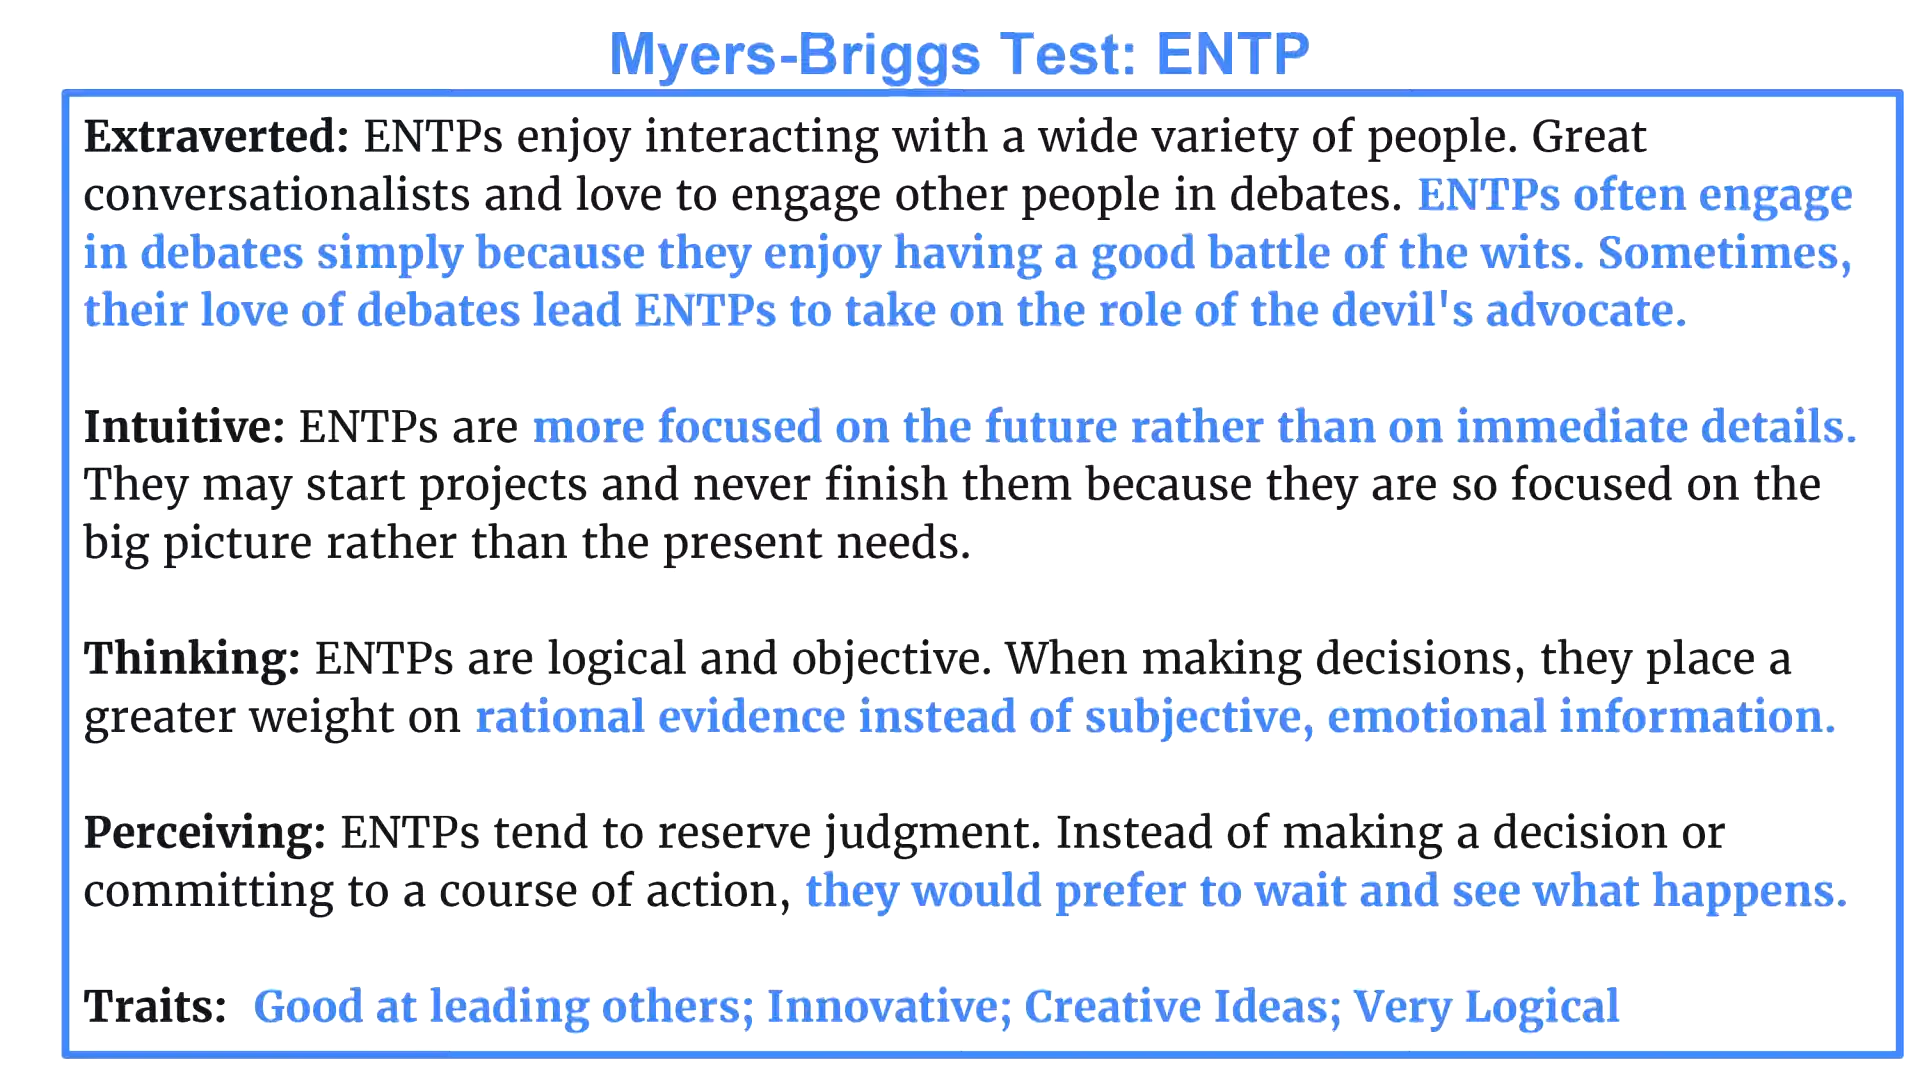 Myers-Briggs Test: ENTP
Extraverted: ENTPs enjoy interacting with a wide variety of people. Great
conversationalists and love to engage other people in debates. ENTPs often engage
in debates simply because they enjoy having a good battle of the wits. Sometimes,
their love of debates lead ENTPs to take on the role of the devil's advocate.
Intuitive: ENTPs are more focused on the future rather than on immediate details.
They may start projects and never finish them because they are so focused on the
big picture rather than the present needs.
Thinking: ENTPs are logical and objective. When making decisions, they place a
greater weight on rational evidence instead of subjective, emotional information.
Perceiving: ENTPs tend to reserve judgment. Instead of making a decision or
committing to a course of action, they would prefer to wait and see what happens.
Traits: Good at leading others; Innovative; Creative Ideas; Very Logical